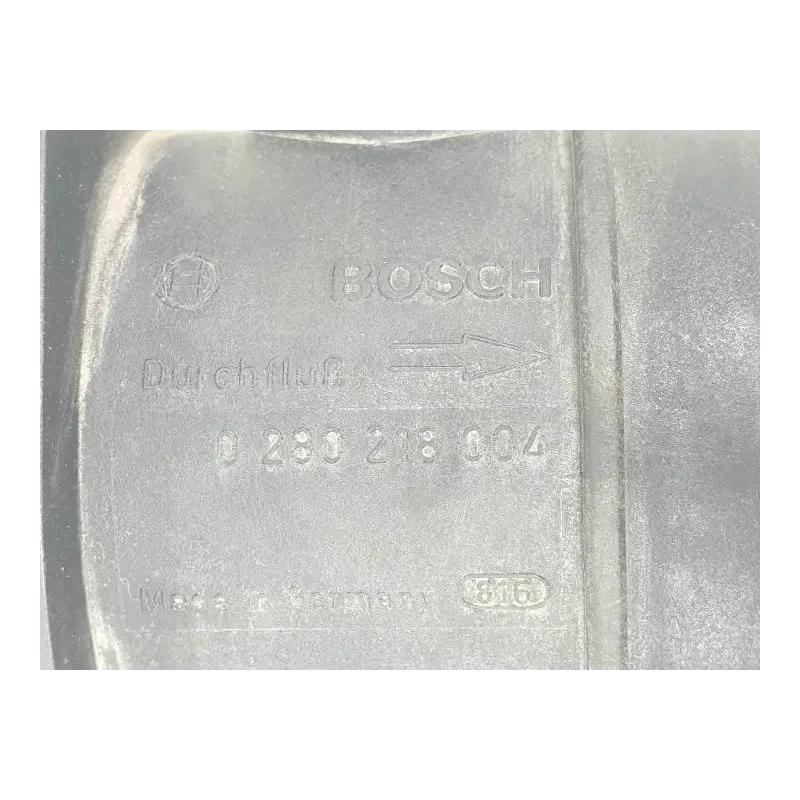 BOSCH
Durchfluß
0 280 218 004
Made in Germany 816